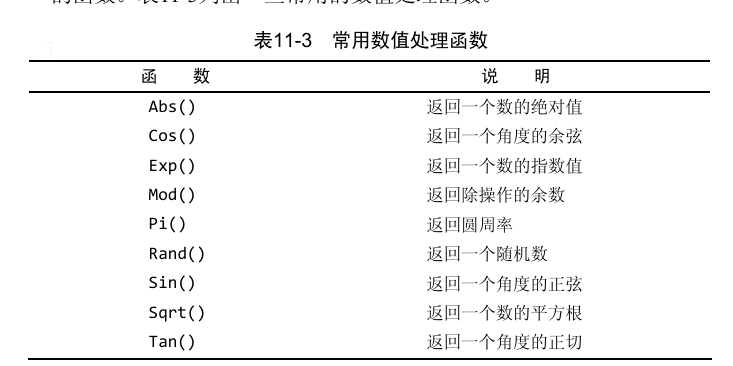 的函数。表11-3列出一些常用的数值处理函数。
表11-3 常用数值处理函数
函 数 说 明
Abs() 返回一个数的绝对值
Cos() 返回一个角度的余弦
Exp() 返回一个数的指数值
Mod() 返回除操作的余数
Pi() 返回圆周率
Rand() 返回一个随机数
Sin() 返回一个角度的正弦
Sqrt() 返回一个数的平方根
Tan() 返回一个角度的正切